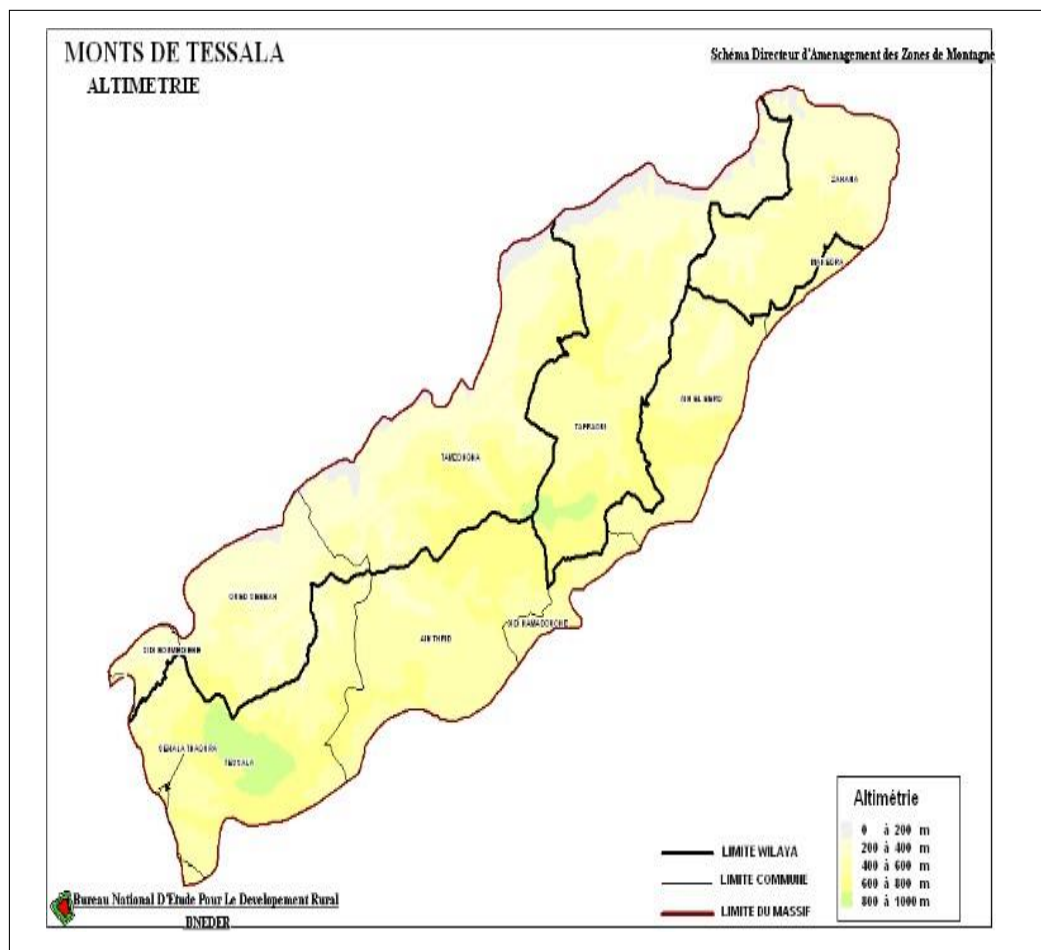 MONTS DE TESSALA
ALTIMETRIE
Schéma Directeur d'Amenagement des Zones de Montagne
ZAHANA
TAFRAOUI
TAMZOURA
AIN THRID
SIDI HAMADOUCHE
SIDI BOUMEDIENE
TESSALA
Altimétrie
0 à 200 m
200 à 400 m
400 à 600 m
600 à 800 m
800 à 1000 m
LIMITE WILAYA
LIMITE COMMUNE
LIMITE DU MASSIF
Bureau National D'Etude Pour Le Developement Rural
BNEDER